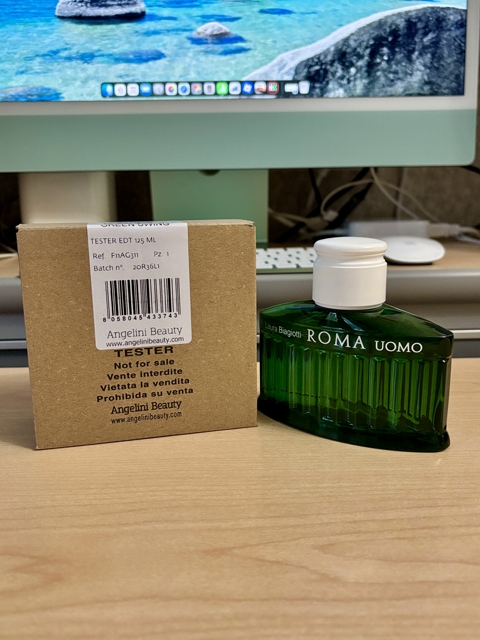 GREEN SWING
TESTER EDT 125 ML
Ref F11AG311 Pz. 1
Batch n°. 20R36L1
8 058045 433743
Angelini Beauty
www.angelinibeauty.com
TESTER
Not for sale
Vente interdite
Vietata la vendita
Prohibida su venta
Angelini Beauty
www.angelinibeauty.com
Laura Biagiotti ROMA UOMO